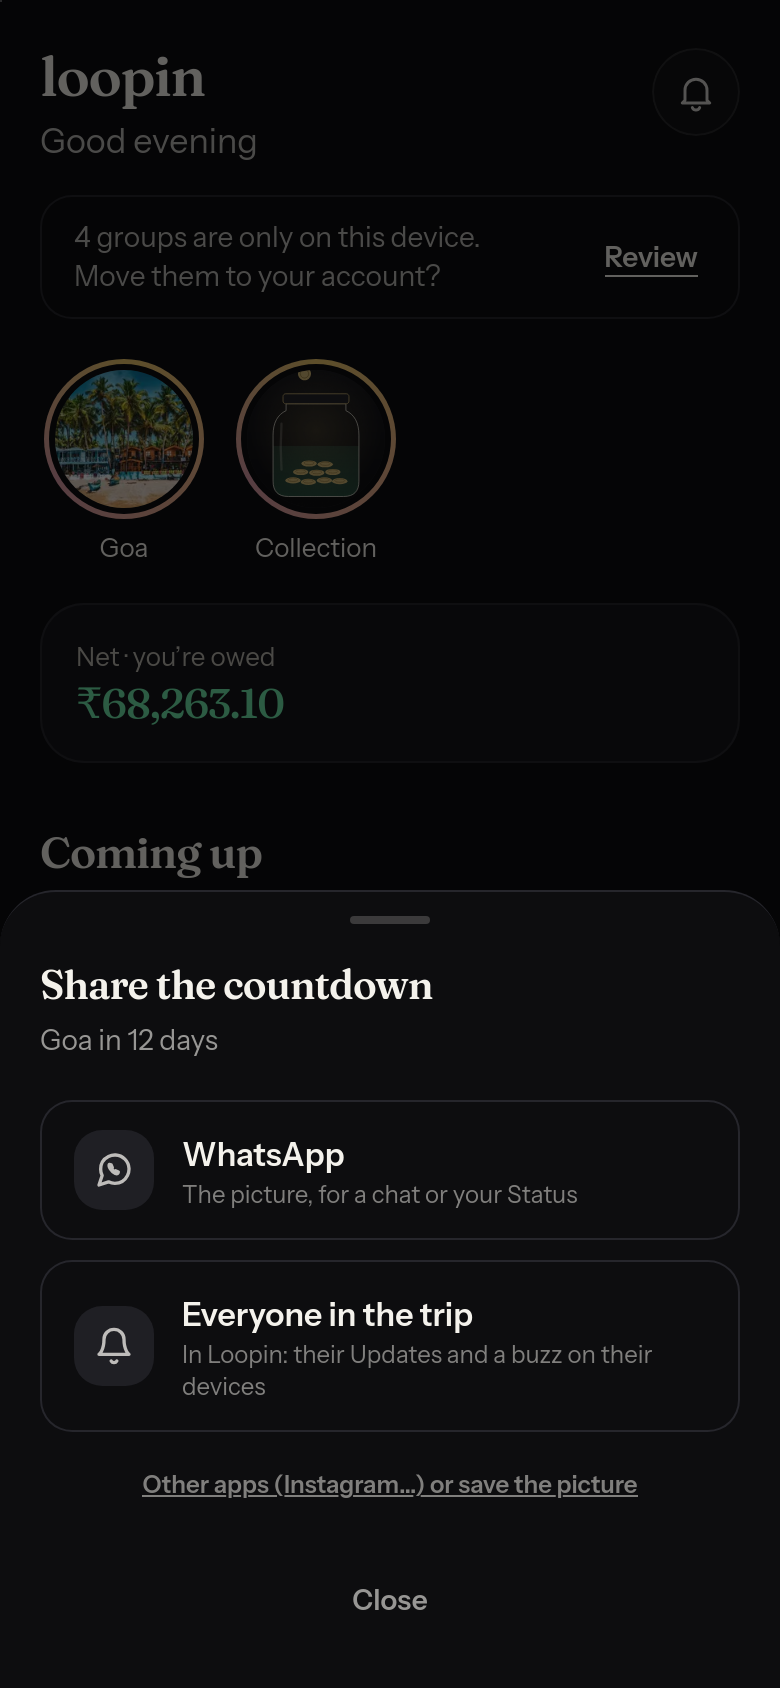 loopin
Good evening
4 groups are only on this device.
Move them to your account?
Review
Goa
Collection
Net · you’re owed
₹68,263.10
Coming up
Share the countdown
Goa in 12 days
WhatsApp
The picture, for a chat or your Status
Everyone in the trip
In Loopin: their Updates and a buzz on their
devices
Other apps (Instagram…) or save the picture
Close